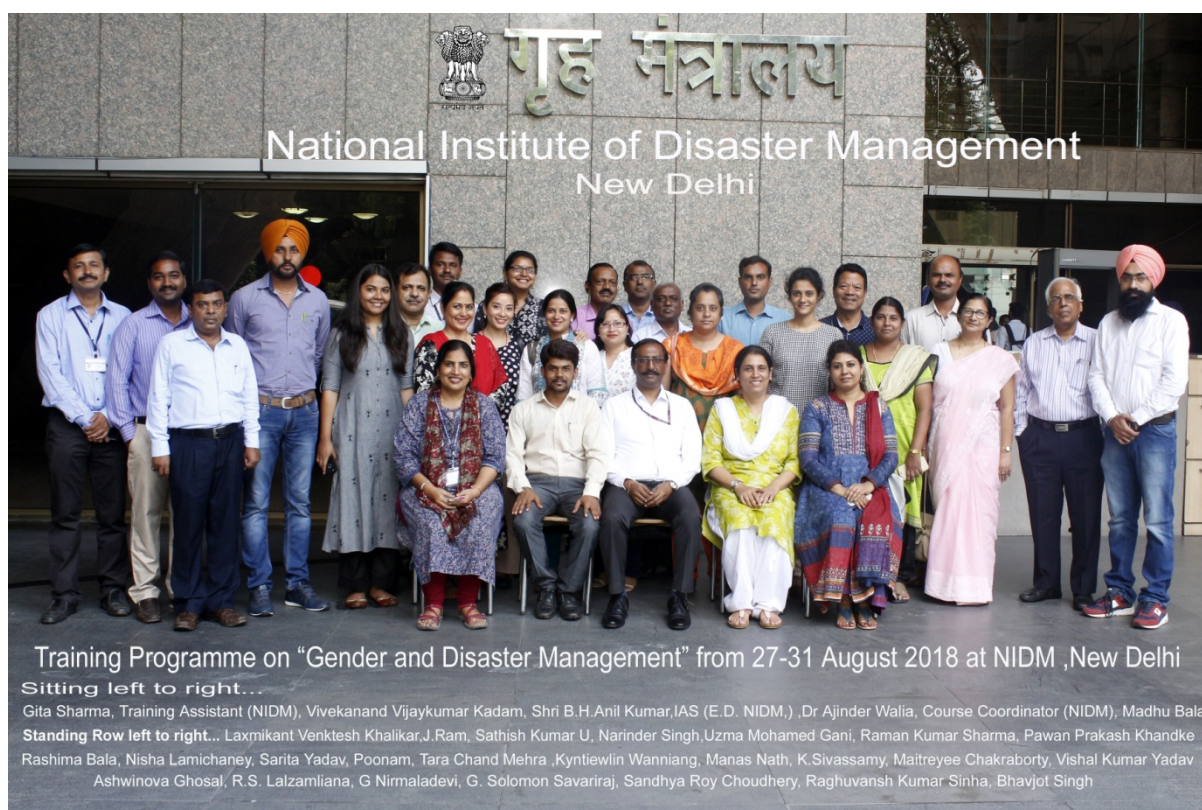 गृह मंत्रालय
सत्यमेव जयते
National Institute of Disaster Management
New Delhi
Training Programme on “Gender and Disaster Management” from 27-31 August 2018 at NIDM ,New Delhi
Sitting left to right...
Gita Sharma, Training Assistant (NIDM), Vivekanand Vijaykumar Kadam, Shri B.H.Anil Kumar,IAS (E.D. NIDM,) ,Dr Ajinder Walia, Course Coordinator (NIDM), Madhu Bala
Standing Row left to right... Laxmikant Venktesh Khalikar,J.Ram, Sathish Kumar U, Narinder Singh,Uzma Mohamed Gani, Raman Kumar Sharma, Pawan Prakash Khandke
Rashima Bala, Nisha Lamichaney, Sarita Yadav, Poonam, Tara Chand Mehra ,Kyntiewlin Wanniang, Manas Nath, K.Sivassamy, Maitreyee Chakraborty, Vishal Kumar Yadav
Ashwinova Ghosal, R.S. Lalzamliana, G Nirmaladevi, G. Solomon Savariraj, Sandhya Roy Choudhery, Raghuvansh Kumar Sinha, Bhavjot Singh